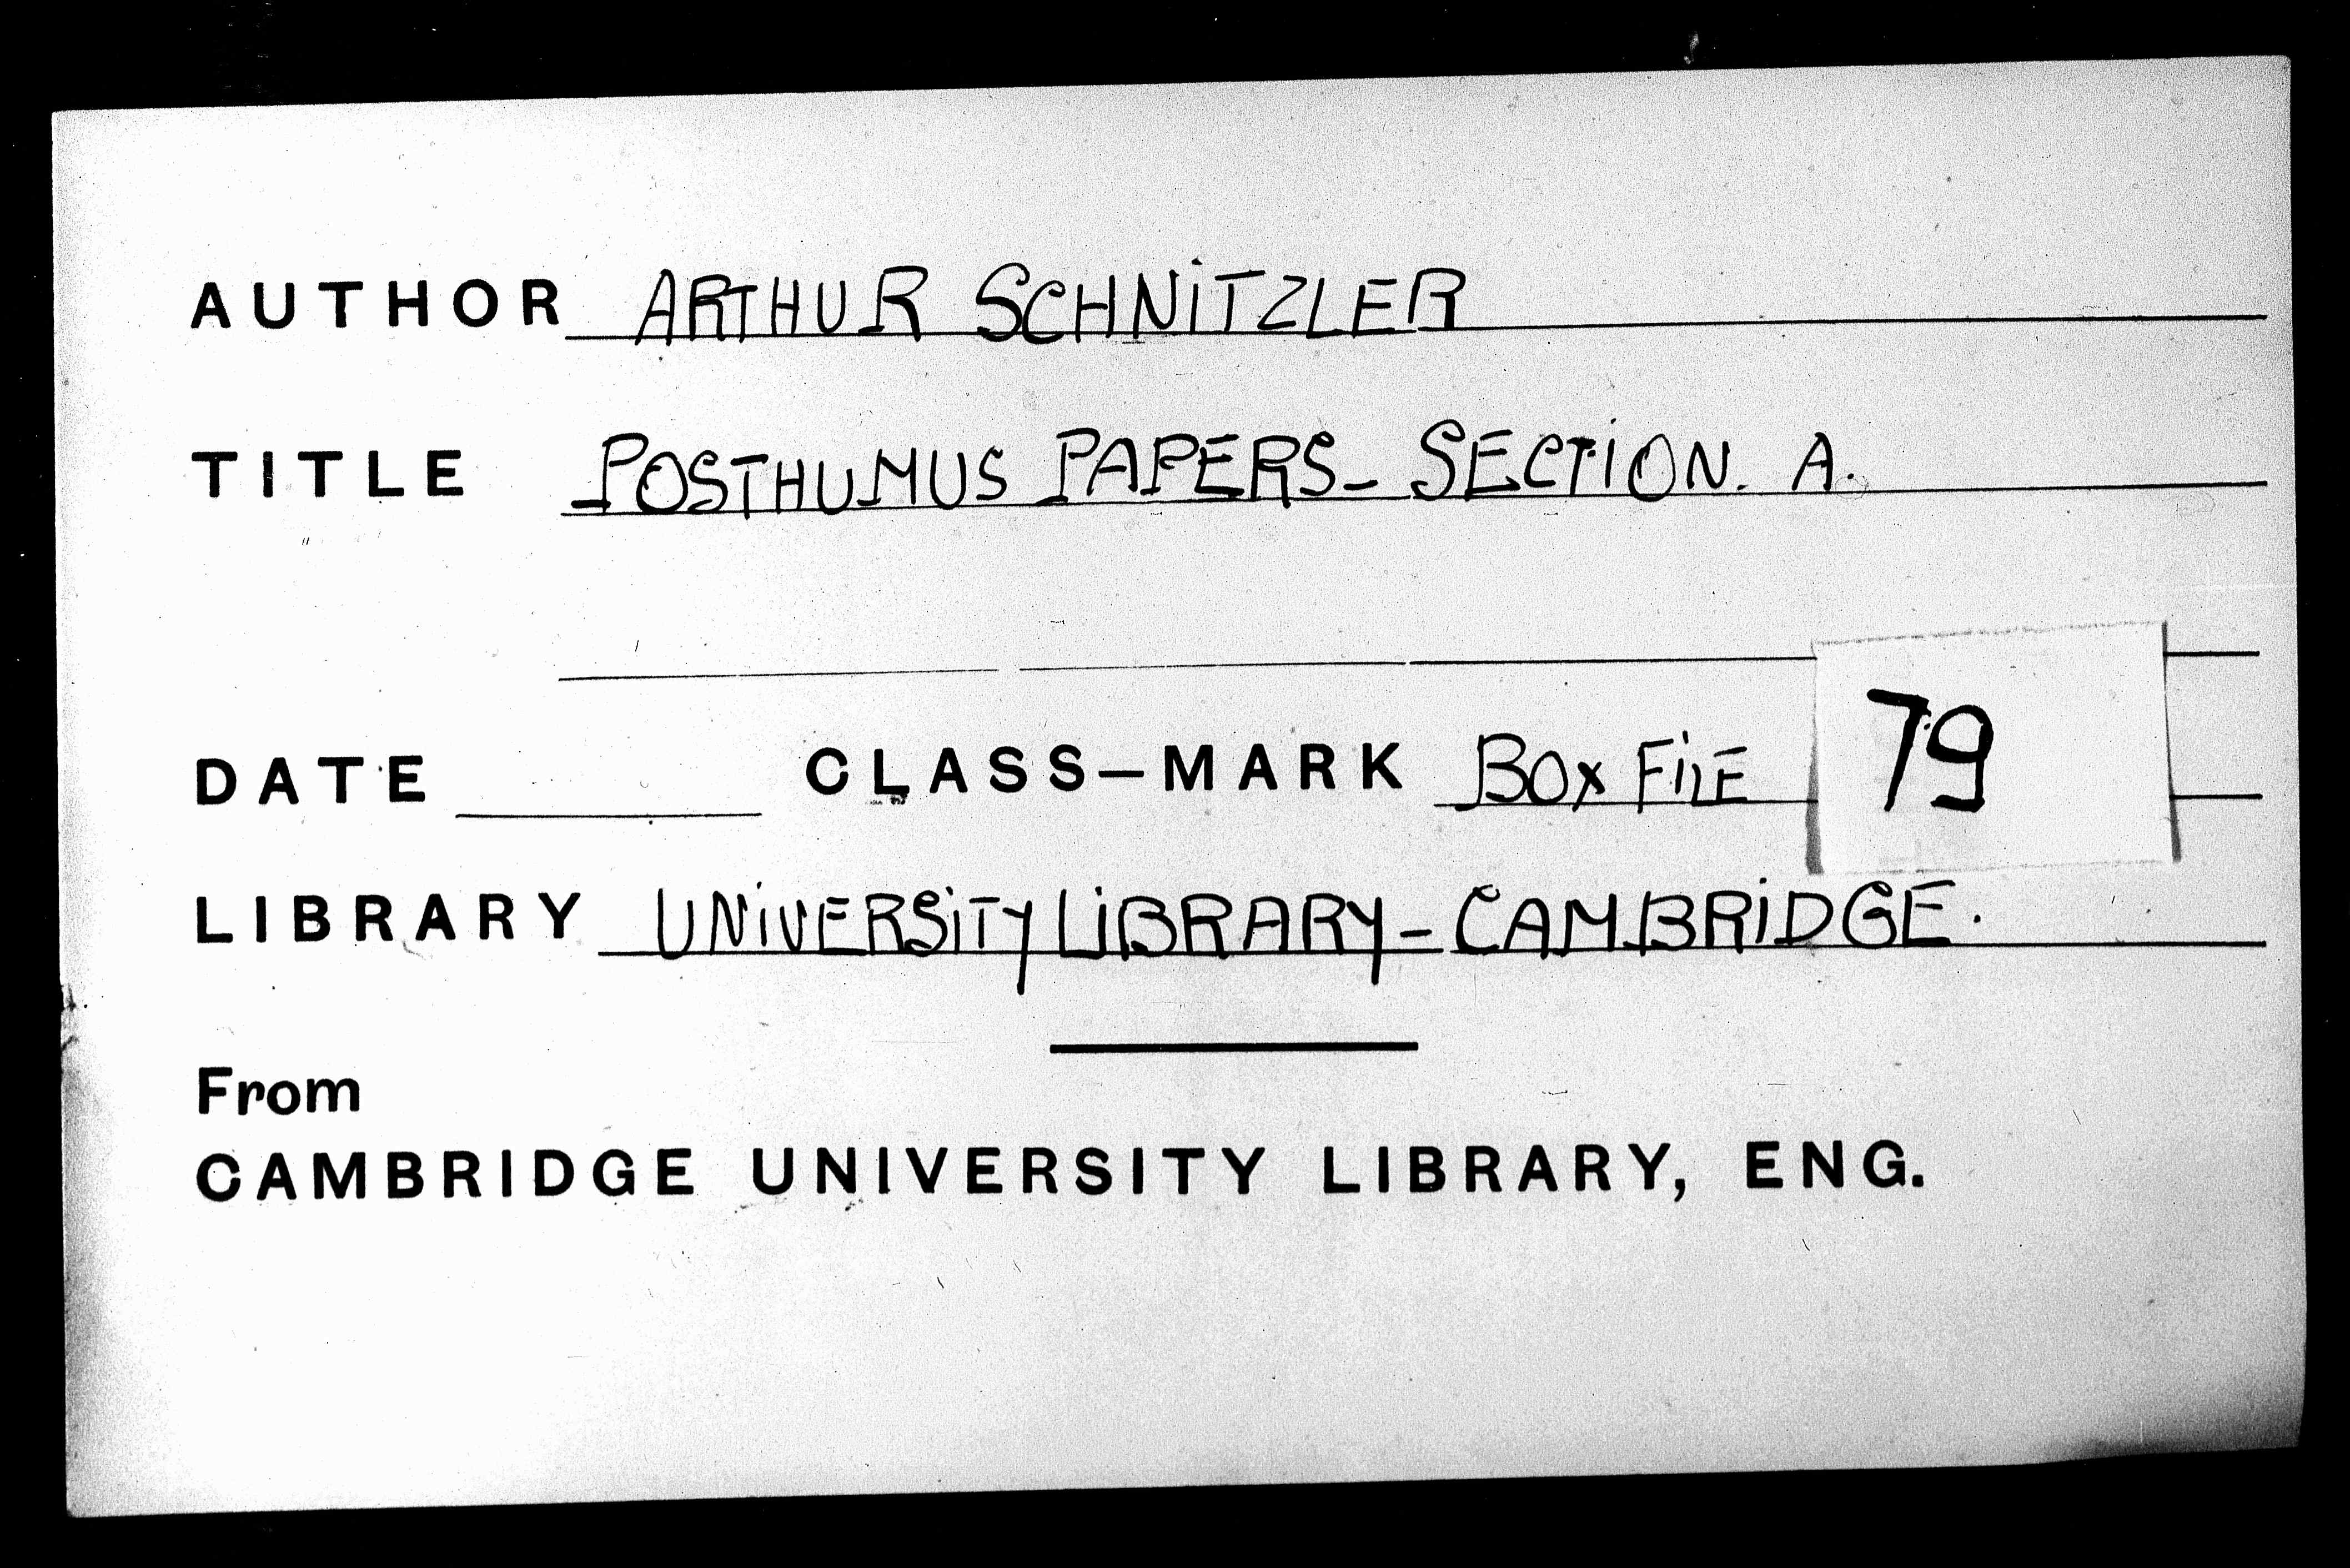 AUTHOR ARTHUR SCHNiTZLER
TITLE POSTHUMUS PAPERS- SECTiON. A.
DATE CLASS-MARK BOX FiLE 79
LIBRARY UNiVERSiTy LiBRARy - CAMBRiDGE.
From
CAMBRIDGE UNIVERSITY LIBRARY, ENG.